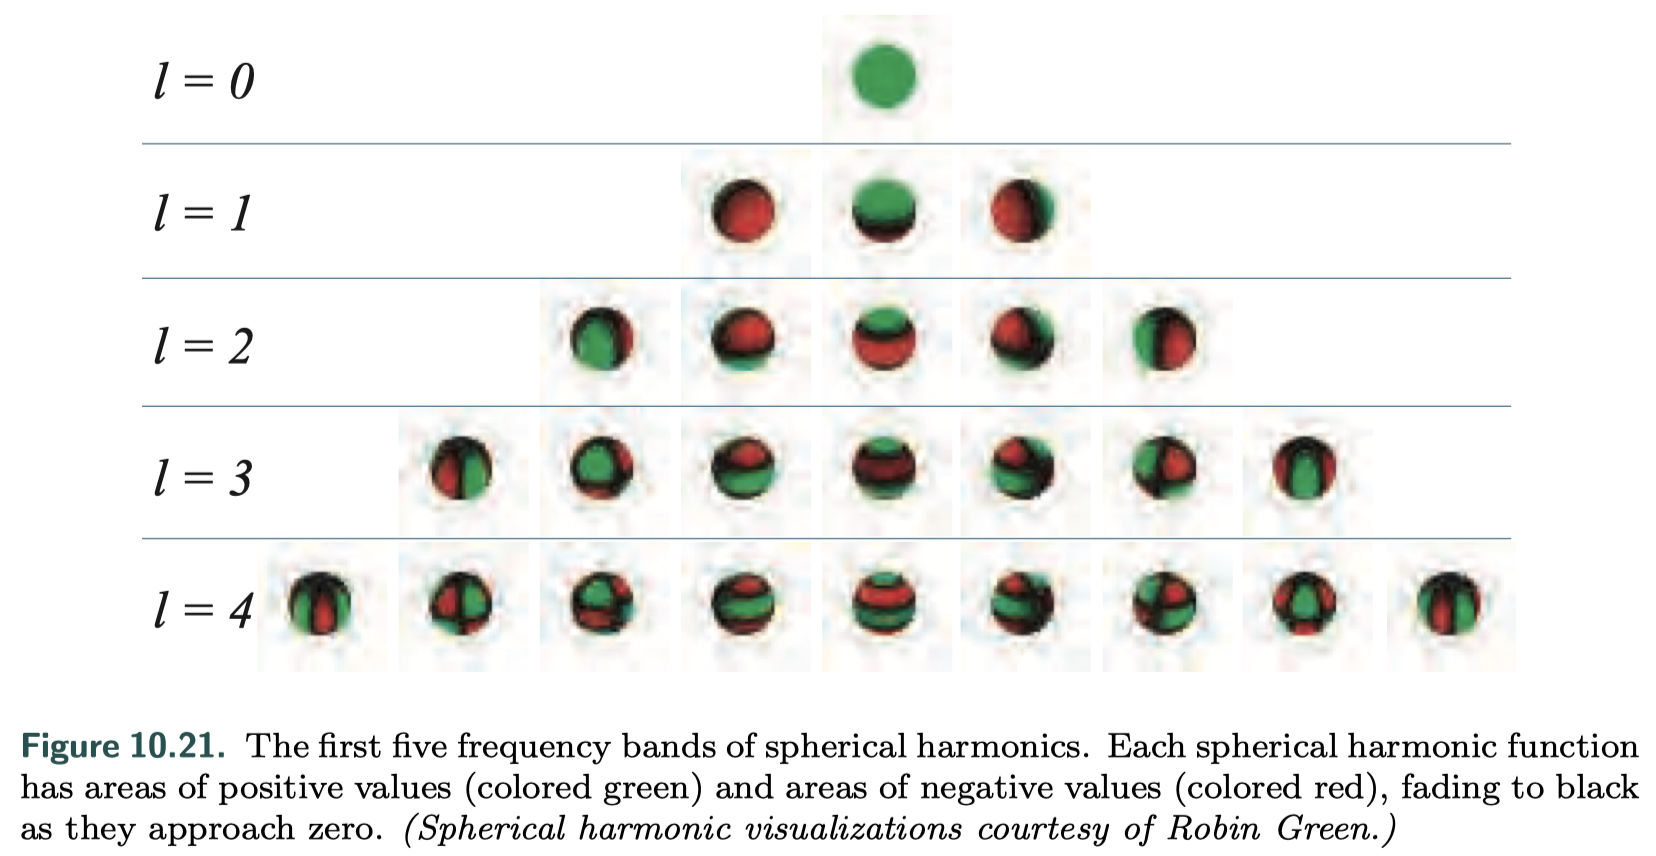 l = 0
l = 1
l = 2
l = 3
l = 4
Figure 10.21. The first five frequency bands of spherical harmonics. Each spherical harmonic function
has areas of positive values (colored green) and areas of negative values (colored red), fading to black
as they approach zero. (Spherical harmonic visualizations courtesy of Robin Green.)